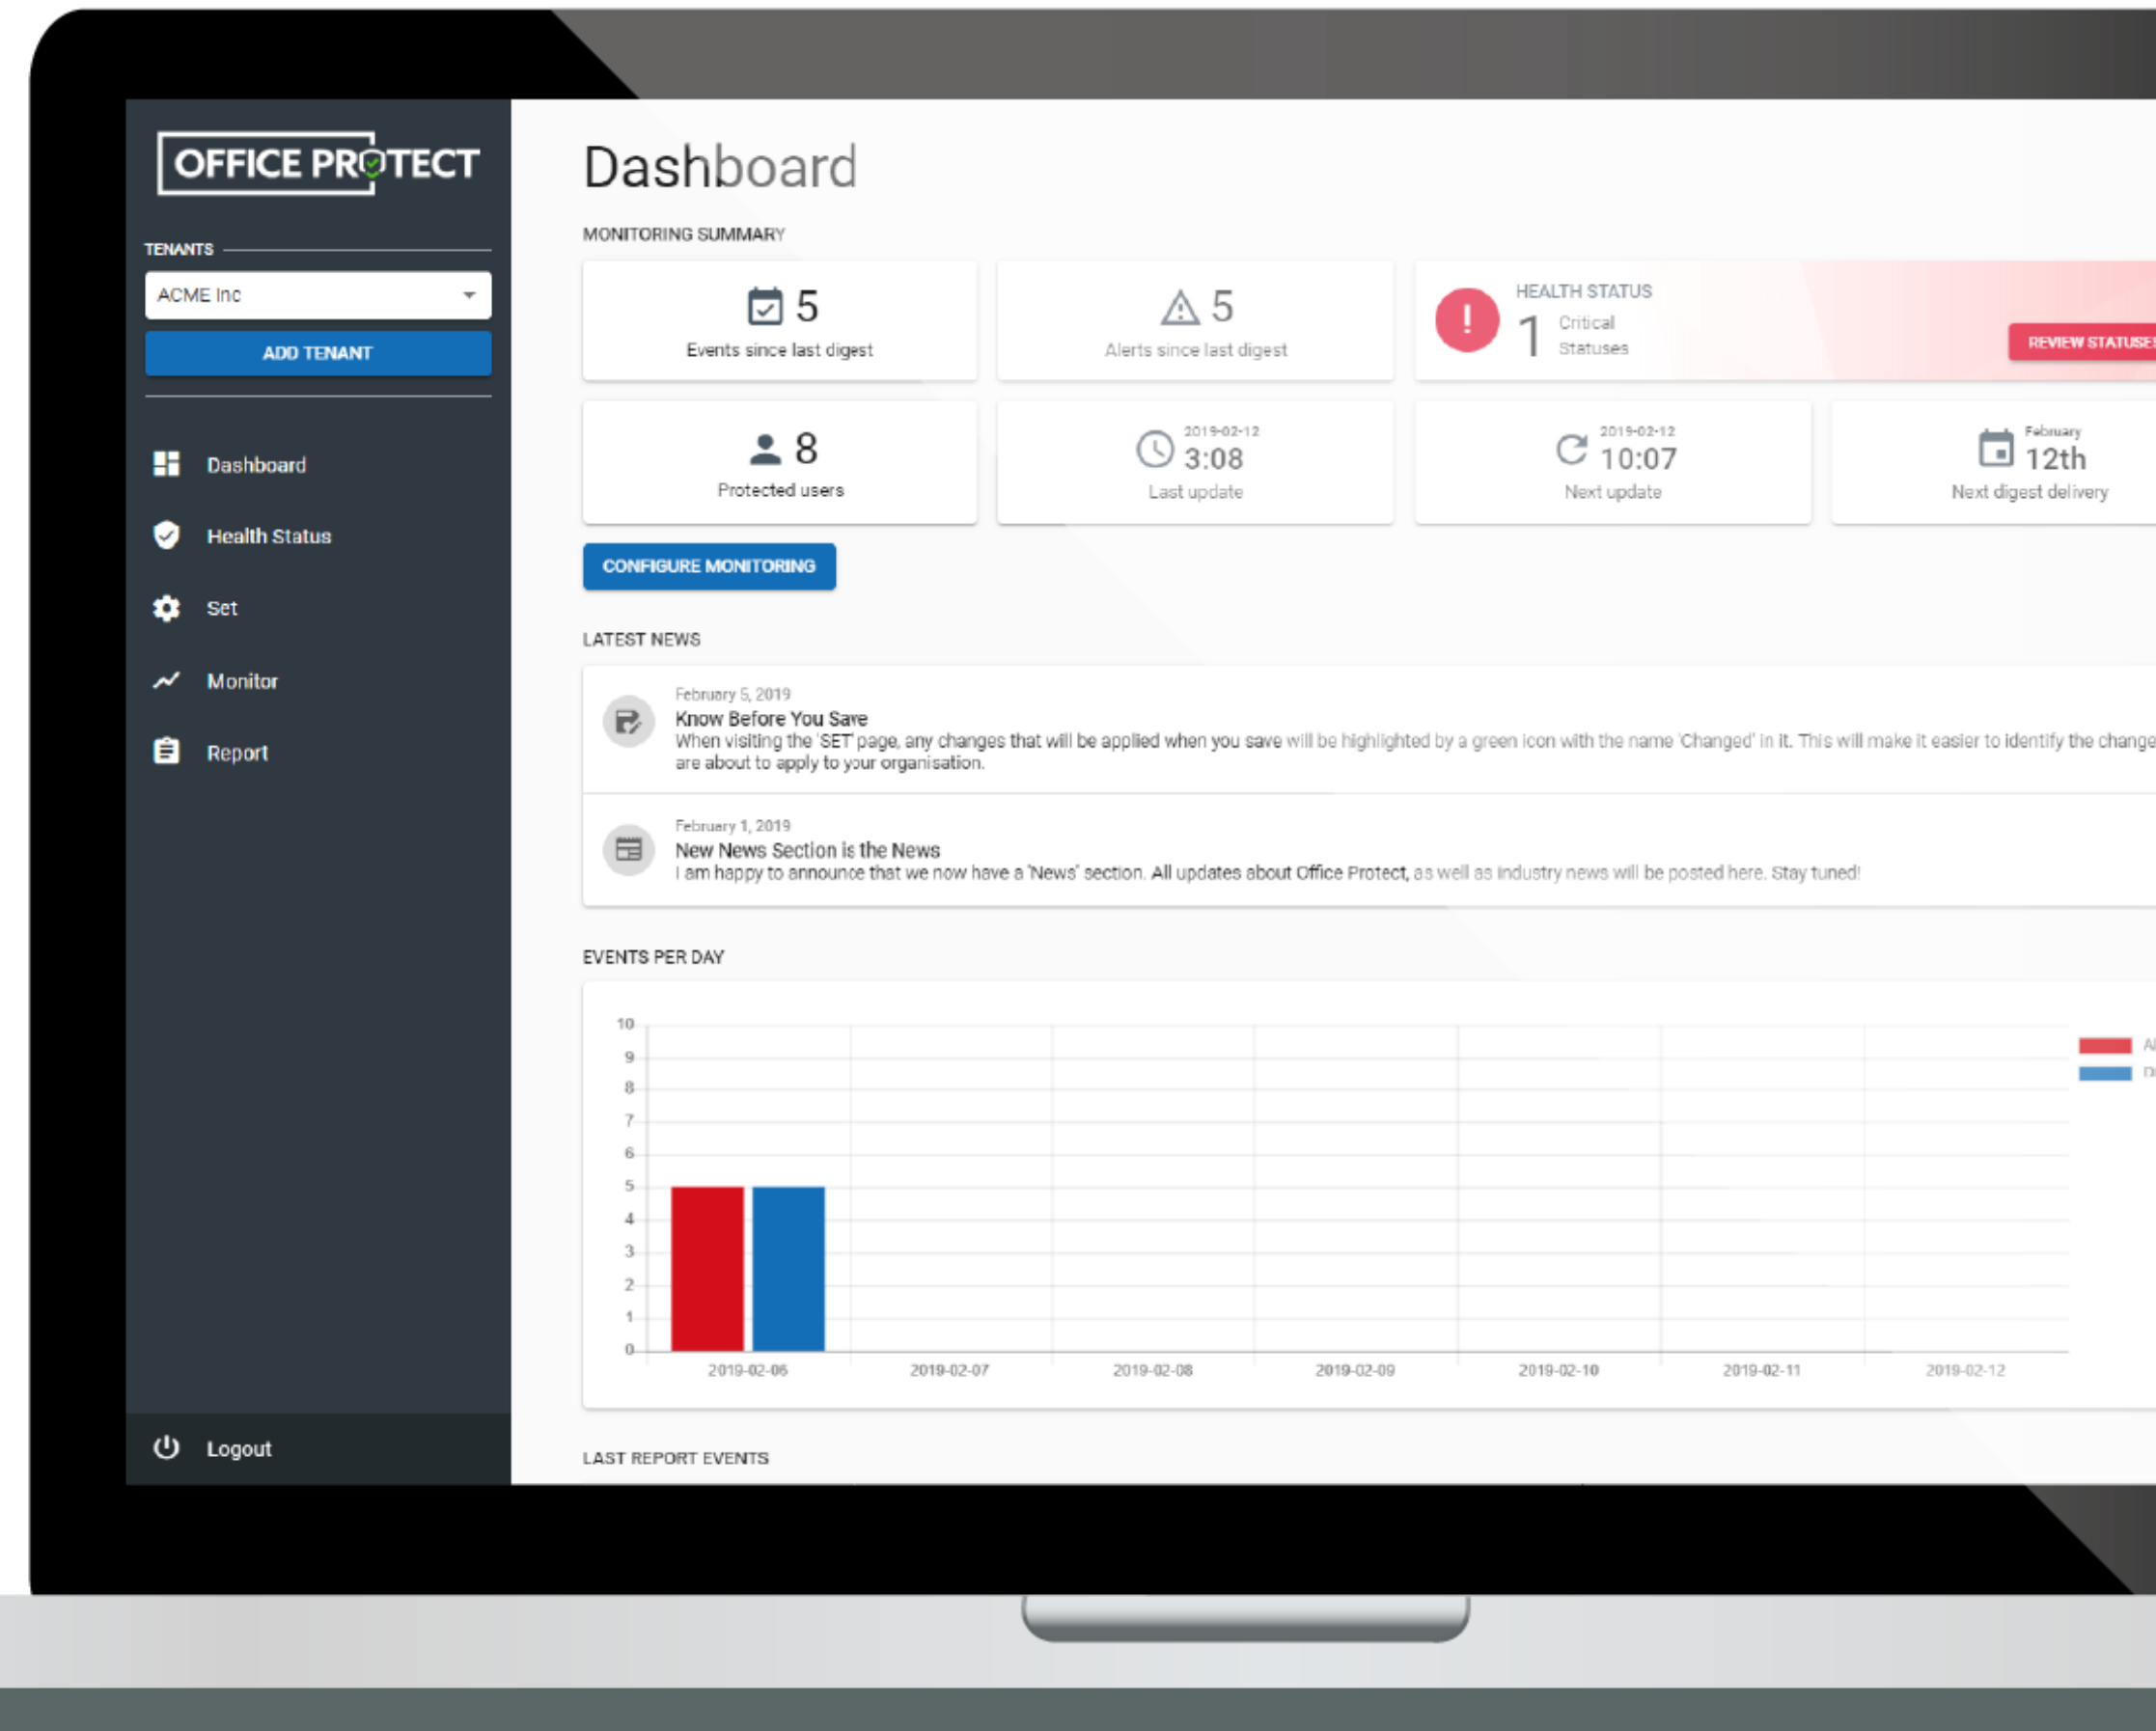 OFFICE PROTECT
TENANTS
ACME Inc
ADD TENANT
Dashboard
Health Status
Set
Monitor
Report
Logout
Dashboard
MONITORING SUMMARY
5
Events since last digest
5
Alerts since last digest
HEALTH STATUS
1 Critical
Statuses
REVIEW STATUSES
8
Protected users
2019-02-12
3:08
Last update
2019-02-12
10:07
Next update
February
12th
Next digest delivery
CONFIGURE MONITORING
LATEST NEWS
February 5, 2019
Know Before You Save
When visiting the 'SET' page, any changes that will be applied when you save will be highlighted by a green icon with the name 'Changed' in it. This will make it easier to identify the change
are about to apply to your organisation.
February 1, 2019
New News Section is the News
I am happy to announce that we now have a 'News' section. All updates about Office Protect, as well as industry news will be posted here. Stay tuned!
EVENTS PER DAY
10
9
8
7
6
5
4
3
2
1
0
2019-02-06 2019-02-07 2019-02-08 2019-02-09 2019-02-10 2019-02-11 2019-02-12
LAST REPORT EVENTS